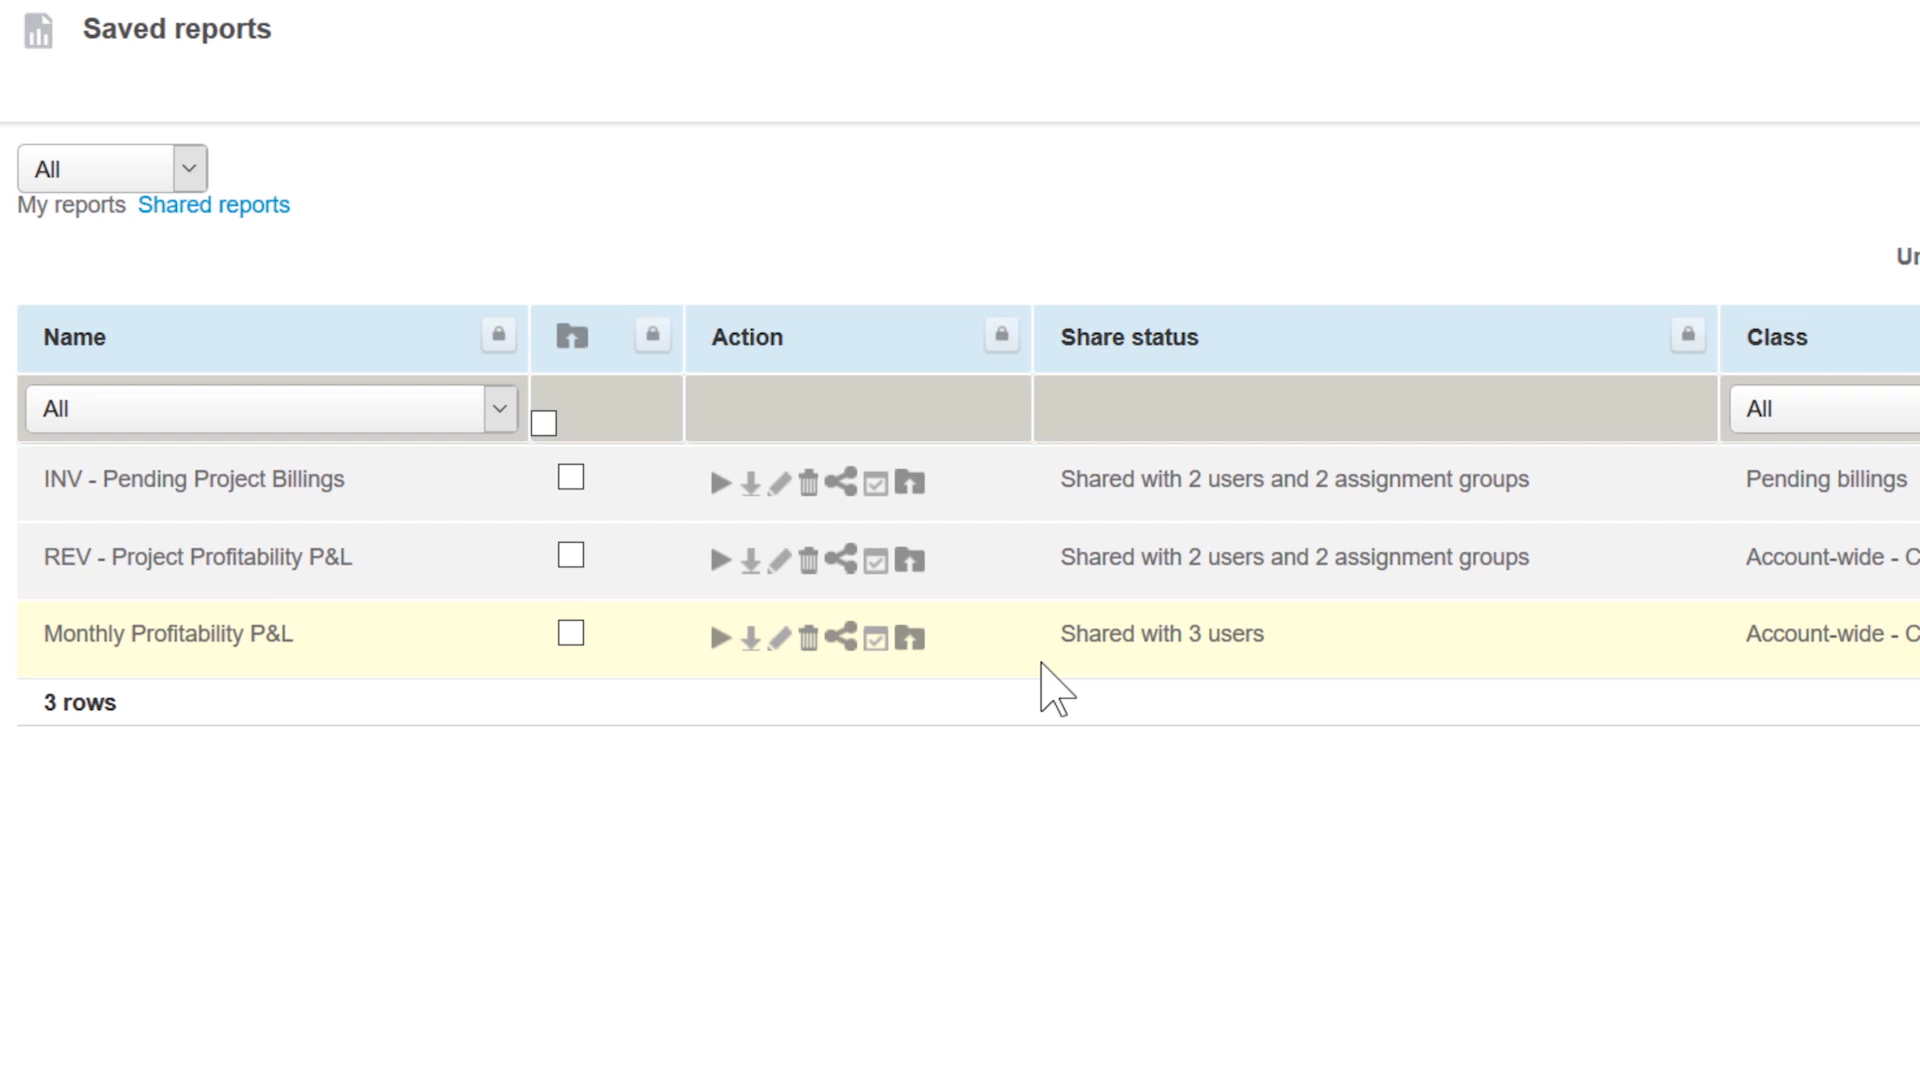 Saved reports
All
My reports Shared reports
Ur
Name Action Share status Class
All All
INV - Pending Project Billings Shared with 2 users and 2 assignment groups Pending billings
REV - Project Profitability P&L Shared with 2 users and 2 assignment groups Account-wide - C
Monthly Profitability P&L Shared with 3 users Account-wide - C
3 rows